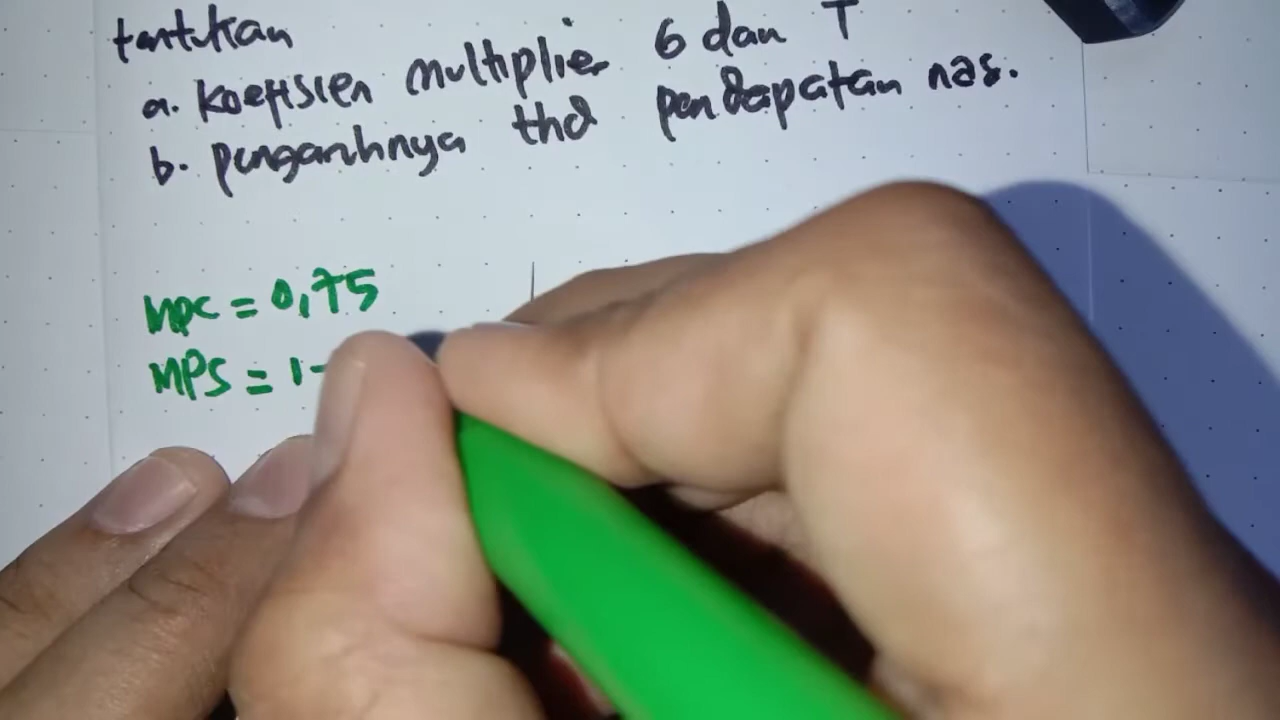 tentukan
a. Koefisien multiplier G dan T
b. pengaruhnya thd pendapatan nas.
MPC = 0,75
MPS = 1-